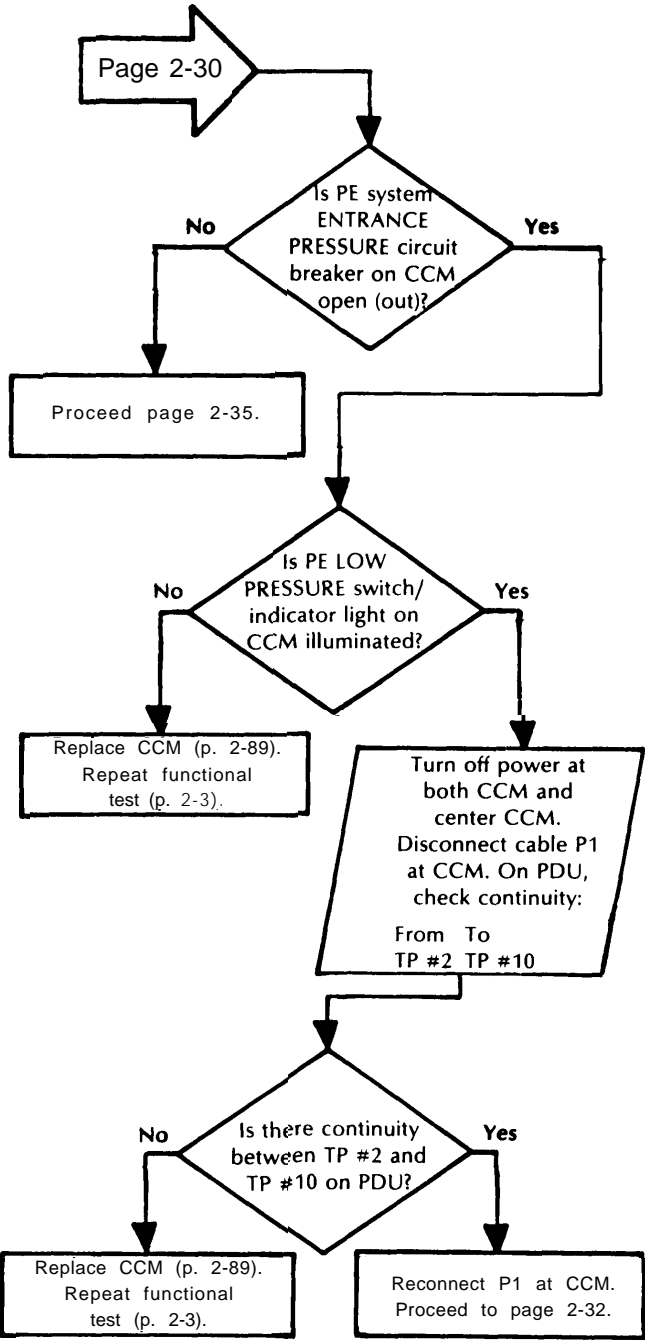 Page 2-30
Is PE system
ENTRANCE
PRESSURE circuit
breaker on CCM
open (out)?
No
Yes
Proceed page 2-35.
Is PE LOW
PRESSURE switch/
indicator light on
CCM illuminated?
No
Yes
Replace CCM (p. 2-89).
Repeat functional
test (p. 2-3).
Turn off power at
both CCM and
center CCM.
Disconnect cable P1
at CCM. On PDU,
check continuity:
From To
TP #2 TP #10
Is there continuity
between TP #2 and
TP #10 on PDU?
No
Yes
Replace CCM (p. 2-89).
Repeat functional
test (p. 2-3).
Reconnect P1 at CCM.
Proceed to page 2-32.